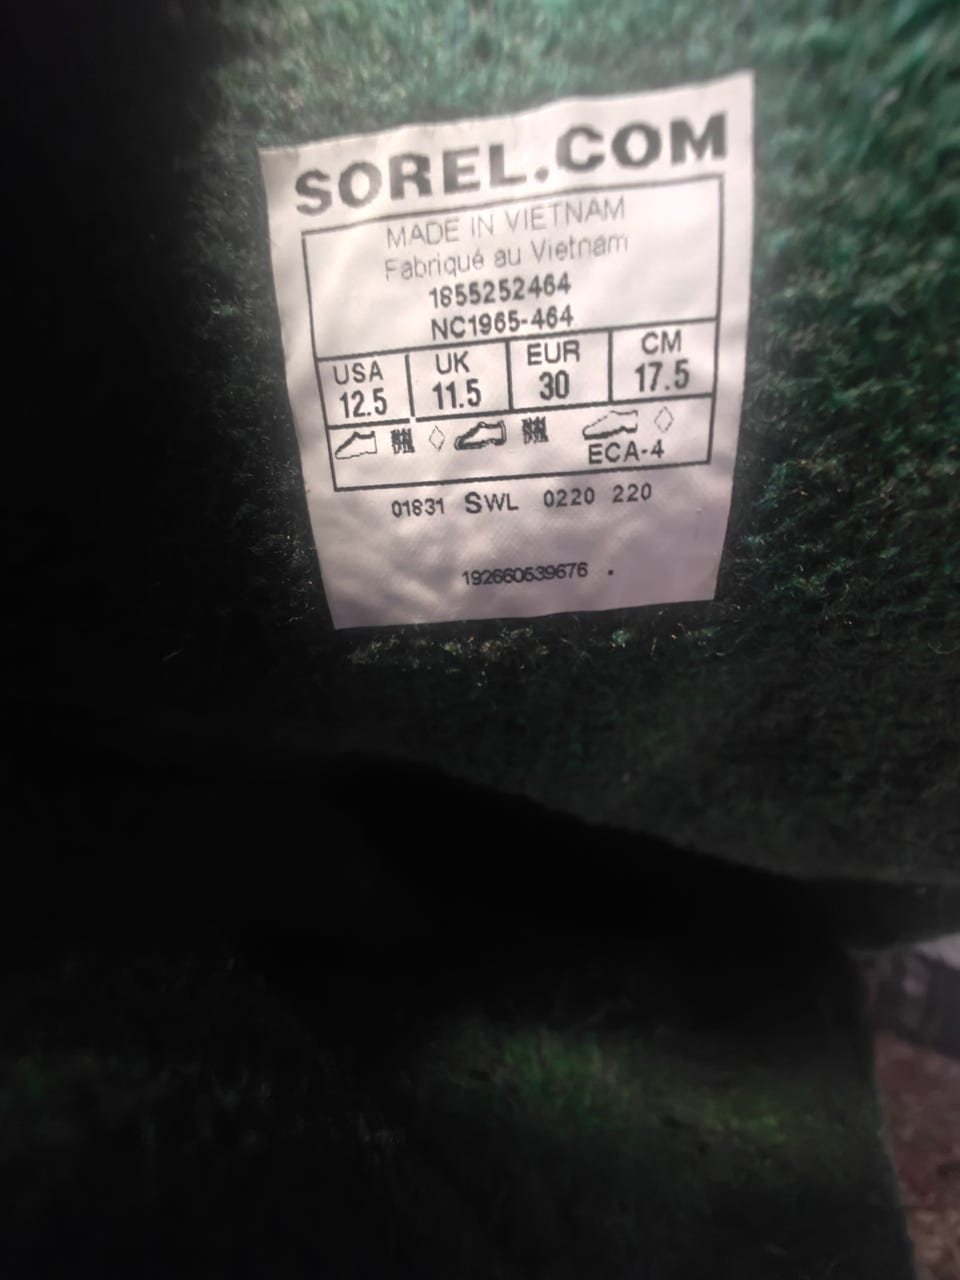 SOREL.COM
MADE IN VIETNAM
Fabriqué au Vietnam
1855252464
NC1965-464
USA UK EUR CM
12.5 11.5 30 17.5
ECA-4
01831 SWL 0220 220
192660539676 .